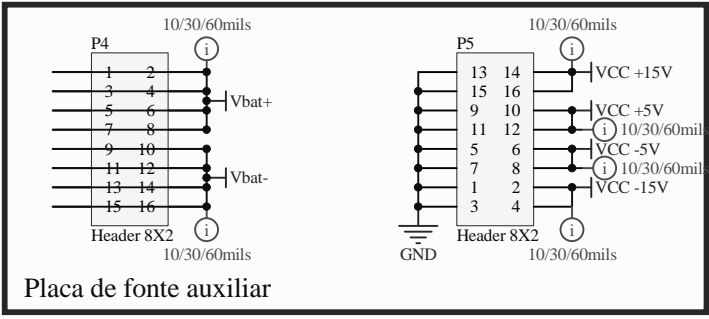 10/30/60mils
i
P4
1 2
3 4
5 6
7 8
9 10
11 12
13 14
15 16
Vbat+
Vbat-
Header 8X2
i
10/30/60mils
10/30/60mils
i
P5
13 14
15 16
9 10
11 12
5 6
7 8
1 2
3 4
VCC +15V
VCC +5V
i 10/30/60mils
VCC -5V
i 10/30/60mils
VCC -15V
GND
Header 8X2
i
10/30/60mils
Placa de fonte auxiliar